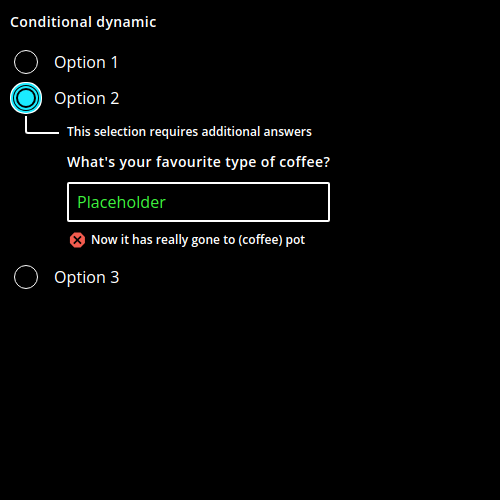 Conditional dynamic
Option 1
Option 2
This selection requires additional answers
What's your favourite type of coffee?
Placeholder
Now it has really gone to (coffee) pot
Option 3